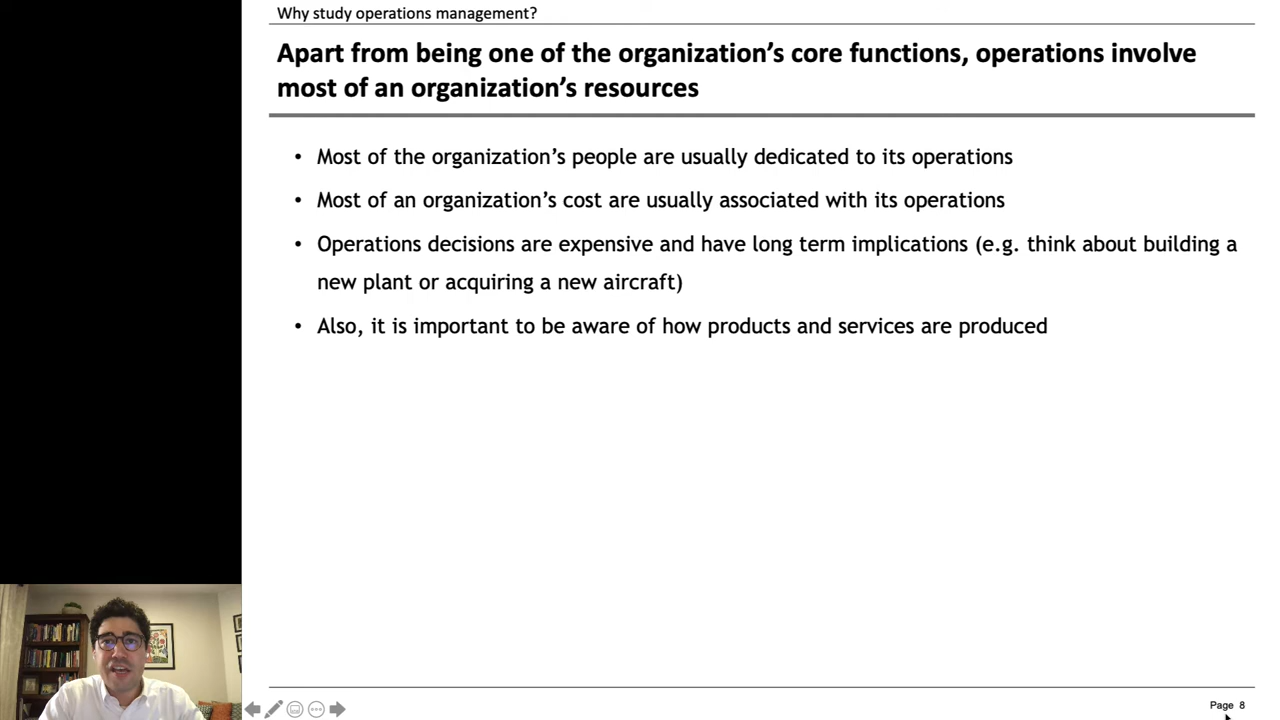 Why study operations management?
Apart from being one of the organization's core functions, operations involve
most of an organization's resources
• Most of the organization's people are usually dedicated to its operations
• Most of an organization's cost are usually associated with its operations
• Operations decisions are expensive and have long term implications (e.g. think about building a
new plant or acquiring a new aircraft)
• Also, it is important to be aware of how products and services are produced
Page 8